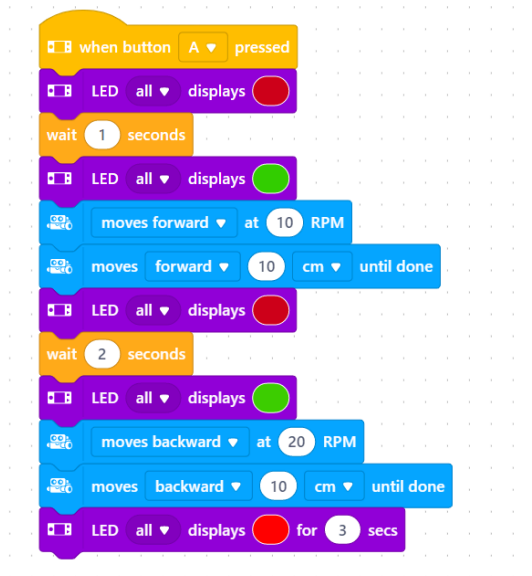 when button A pressed
LED all displays
wait 1 seconds
LED all displays
moves forward at 10 RPM
moves forward 10 cm until done
LED all displays
wait 2 seconds
LED all displays
moves backward at 20 RPM
moves backward 10 cm until done
LED all displays for 3 secs